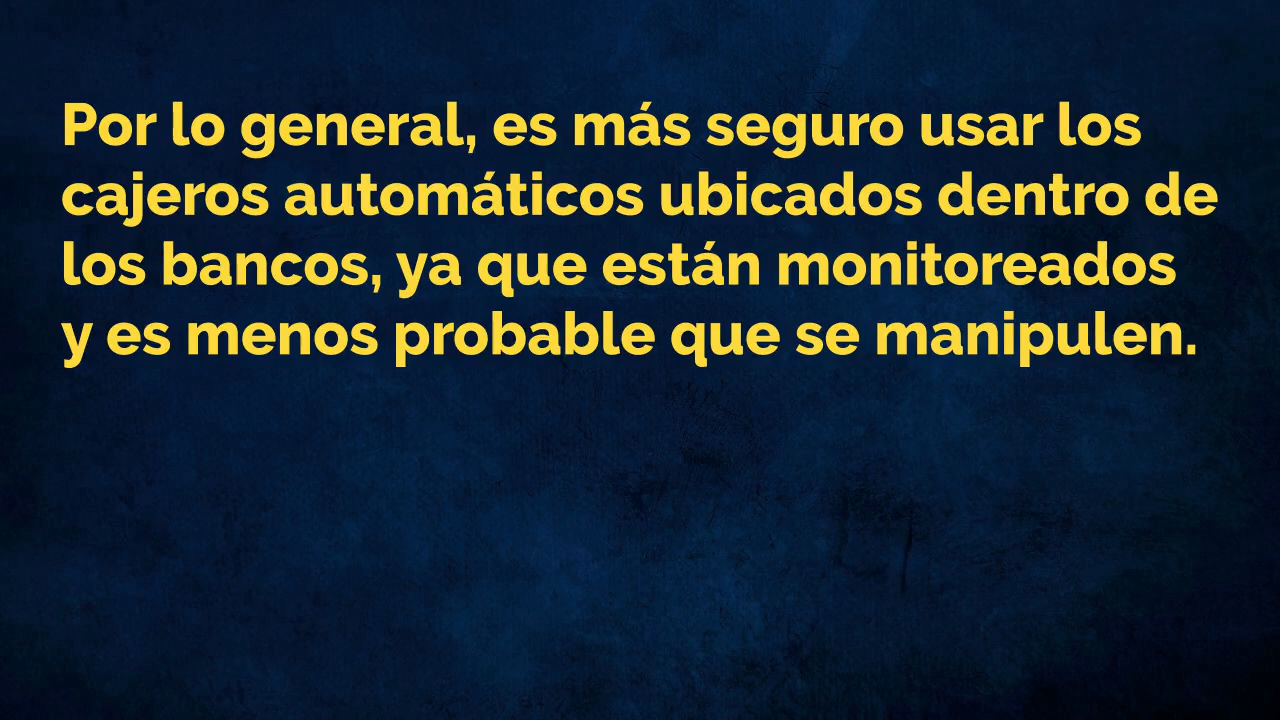 Por lo general, es más seguro usar los
cajeros automáticos ubicados dentro de
los bancos, ya que están monitoreados
y es menos probable que se manipulen.